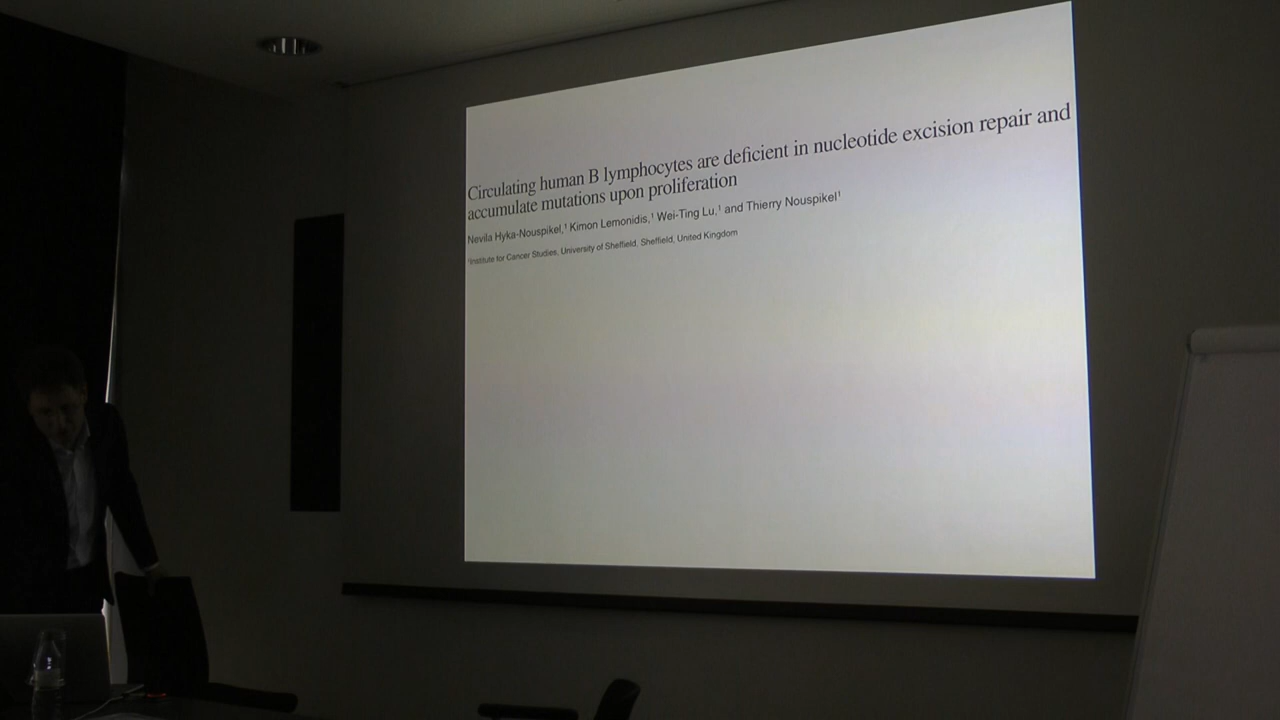 Circulating human B lymphocytes are deficient in nucleotide excision repair and
accumulate mutations upon proliferation
Nevila Hyka-Nouspikel,¹ Kimon Lemonidis,¹ Wei-Ting Lu,¹ and Thierry Nouspikel¹
¹Institute for Cancer Studies, University of Sheffield, Sheffield, United Kingdom